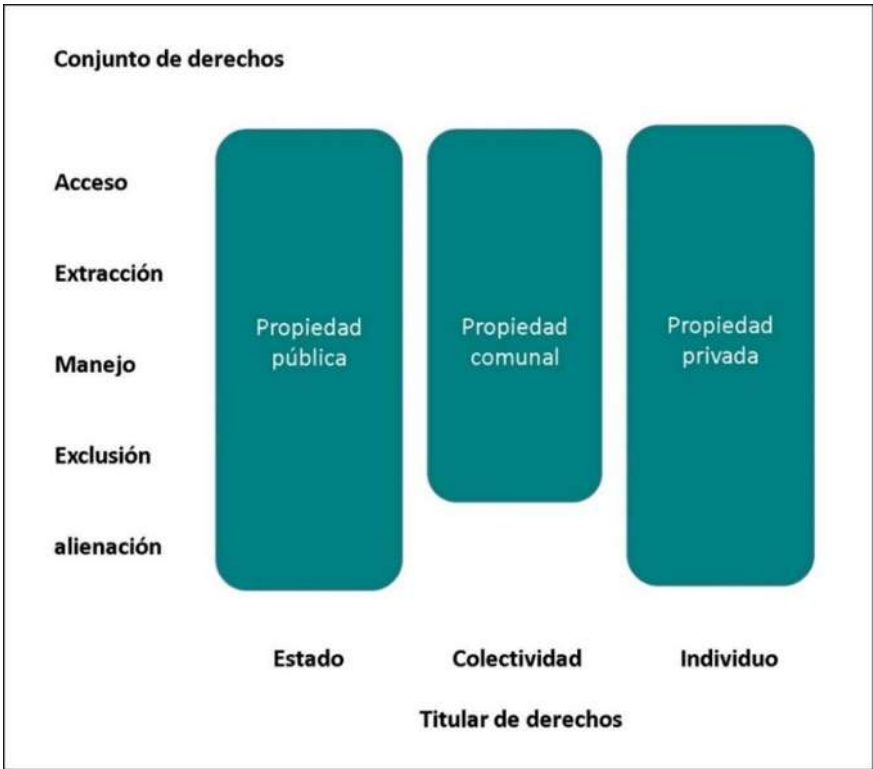 Conjunto de derechos
Acceso
Extracción
Manejo
Exclusión
alienación
Propiedad
pública
Propiedad
comunal
Propiedad
privada
Estado
Colectividad
Individuo
Titular de derechos